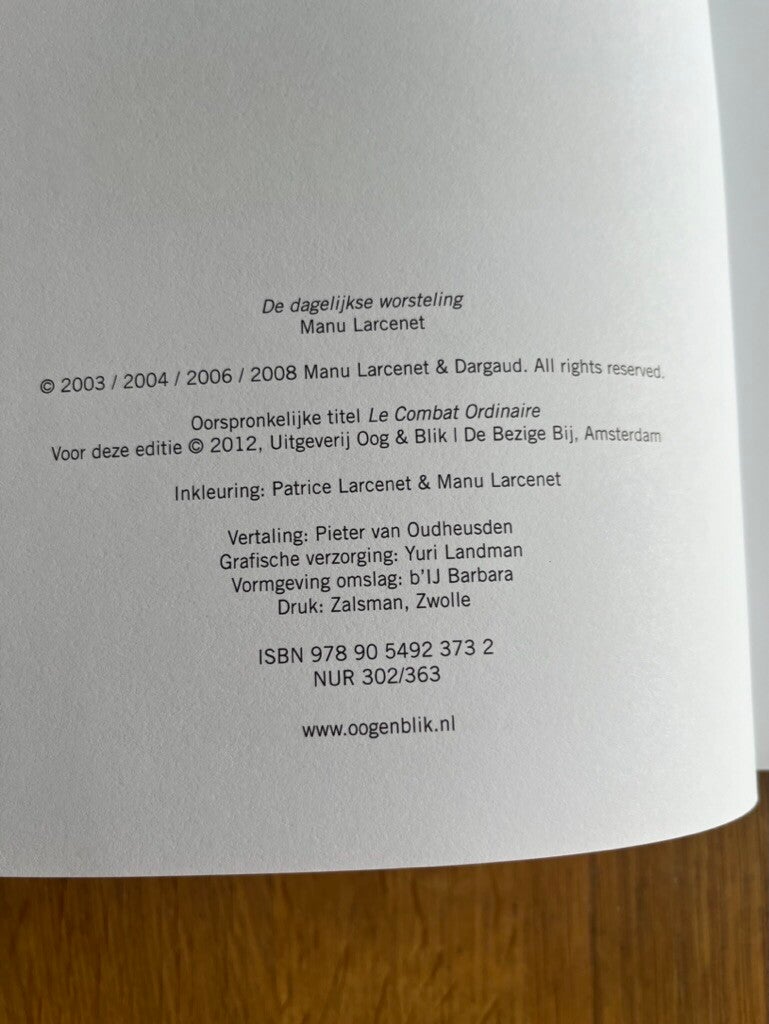 De dagelijkse worsteling
Manu Larcenet
© 2003 / 2004 / 2006 / 2008 Manu Larcenet & Dargaud. All rights reserved.
Oorspronkelijke titel Le Combat Ordinaire
Voor deze editie © 2012, Uitgeverij Oog & Blik | De Bezige Bij, Amsterdam
Inkleuring: Patrice Larcenet & Manu Larcenet
Vertaling: Pieter van Oudheusden
Grafische verzorging: Yuri Landman
Vormgeving omslag: b'IJ Barbara
Druk: Zalsman, Zwolle
ISBN 978 90 5492 373 2
NUR 302/363
www.oogenblik.nl